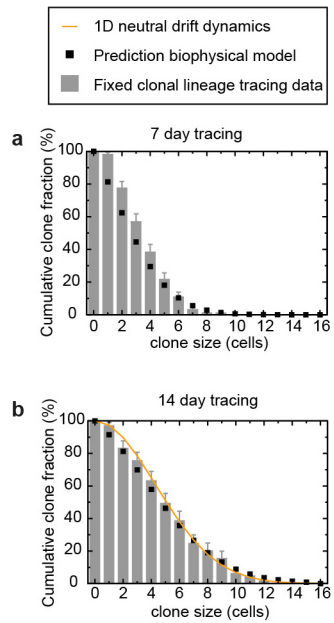 1D neutral drift dynamics
Prediction biophysical model
Fixed clonal lineage tracing data
a
7 day tracing
Cumulative clone fraction (%)
100
80
60
40
20
0
0 2 4 6 8 10 12 14 16
clone size (cells)
b
14 day tracing
Cumulative clone fraction (%)
100
80
60
40
20
0
0 2 4 6 8 10 12 14 16
clone size (cells)